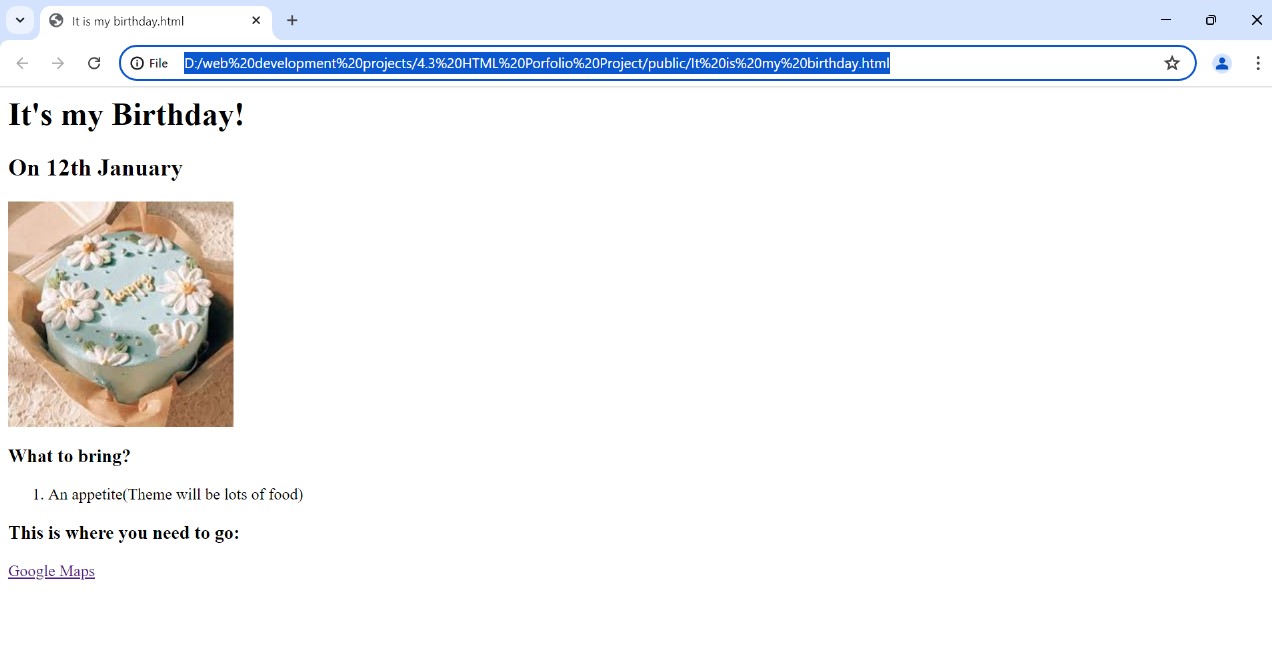 It is my birthday.html
File D:/web%20development%20projects/4.3%20HTML%20Porfolio%20Project/public/It%20is%20my%20birthday.html
It's my Birthday!
On 12th January
happy
What to bring?
1. An appetite(Theme will be lots of food)
This is where you need to go:
Google Maps